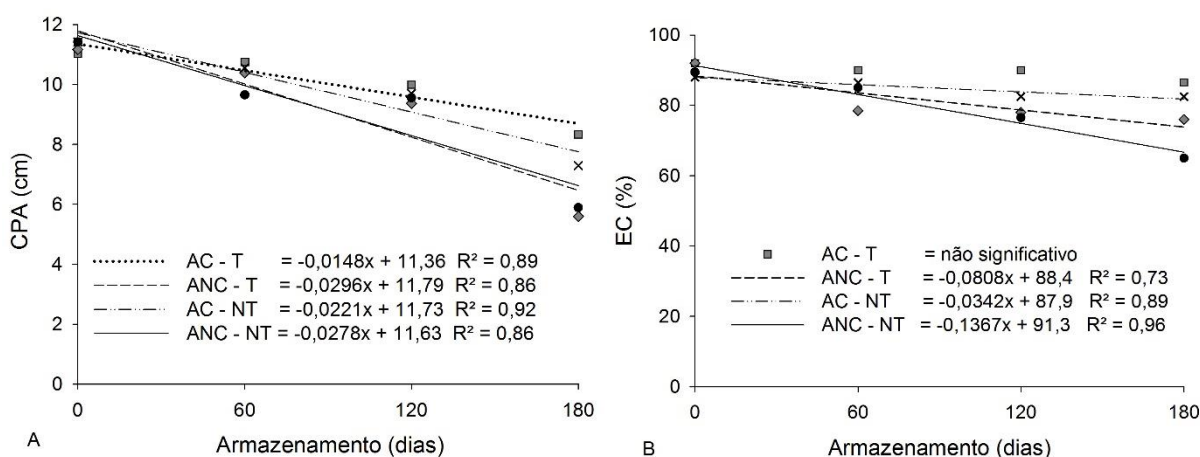 12
10
8
6
4
2
0
CPA (cm)
AC - T = -0,0148x + 11,36 R² = 0,89
ANC - T = -0,0296x + 11,79 R² = 0,86
AC - NT = -0,0221x + 11,73 R² = 0,92
ANC - NT = -0,0278x + 11,63 R² = 0,86
0 60 120 180
A Armazenamento (dias)
100
80
60
40
20
0
EC (%)
AC - T = não significativo
ANC - T = -0,0808x + 88,4 R² = 0,73
AC - NT = -0,0342x + 87,9 R² = 0,89
ANC - NT = -0,1367x + 91,3 R² = 0,96
0 60 120 180
B Armazenamento (dias)